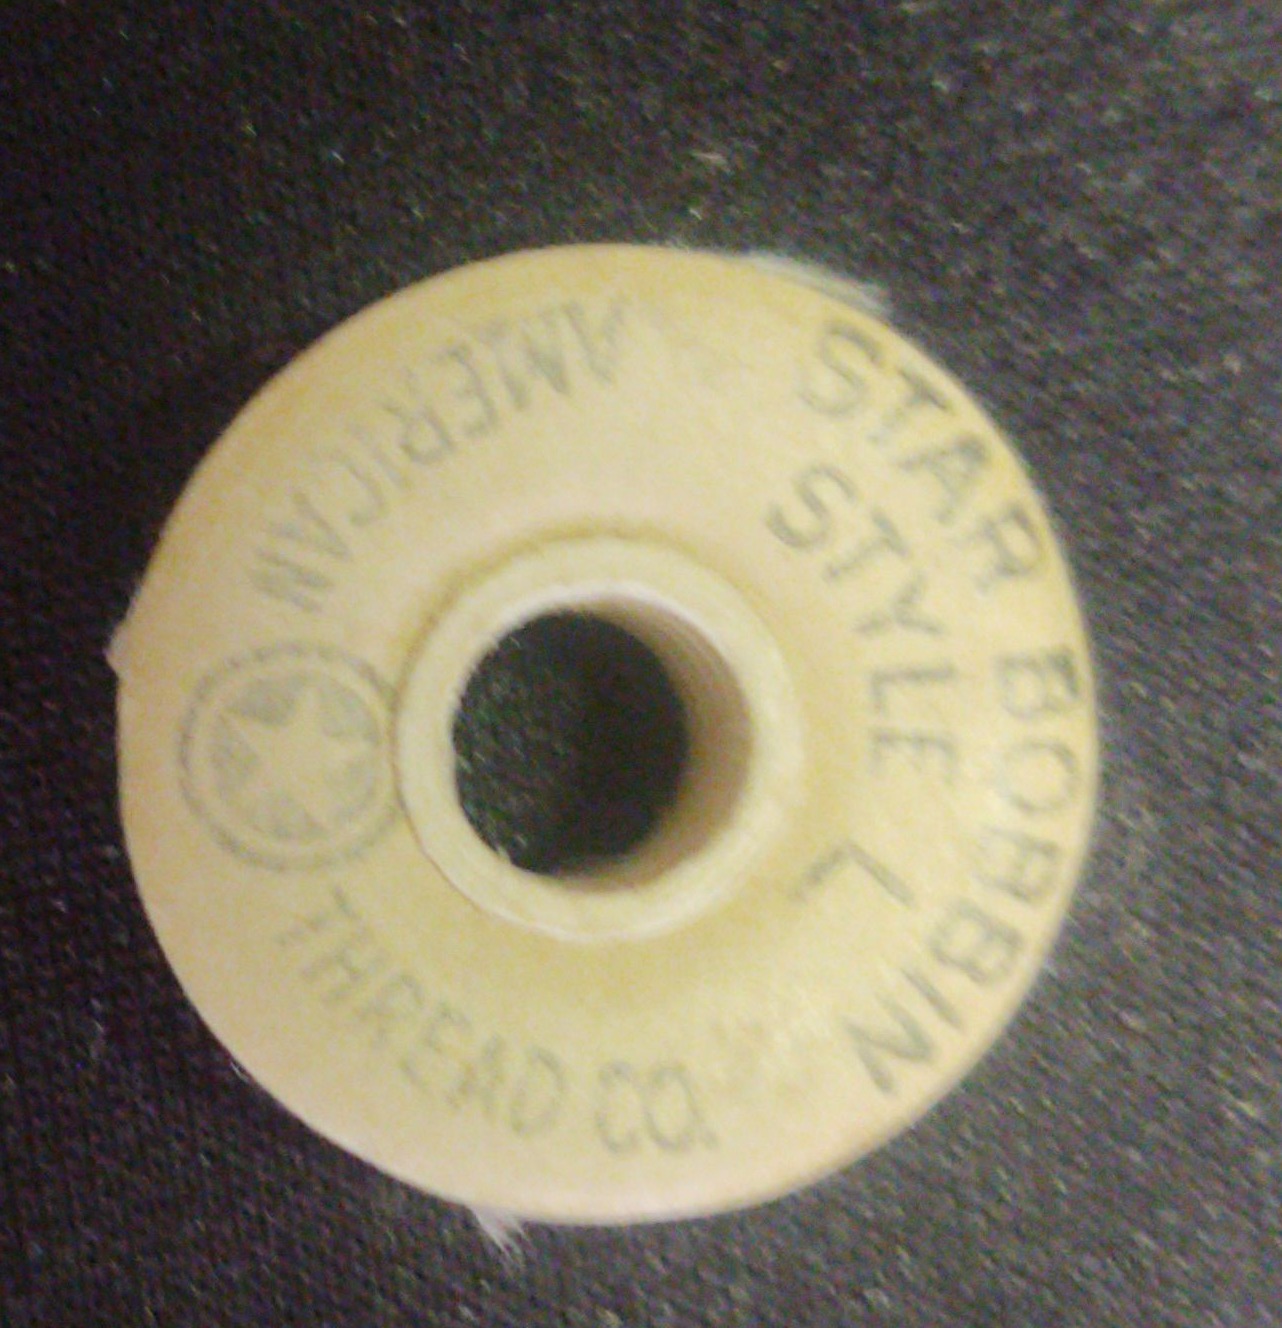 STAR BOBBIN
STYLE L
AMERICAN THREAD CO.